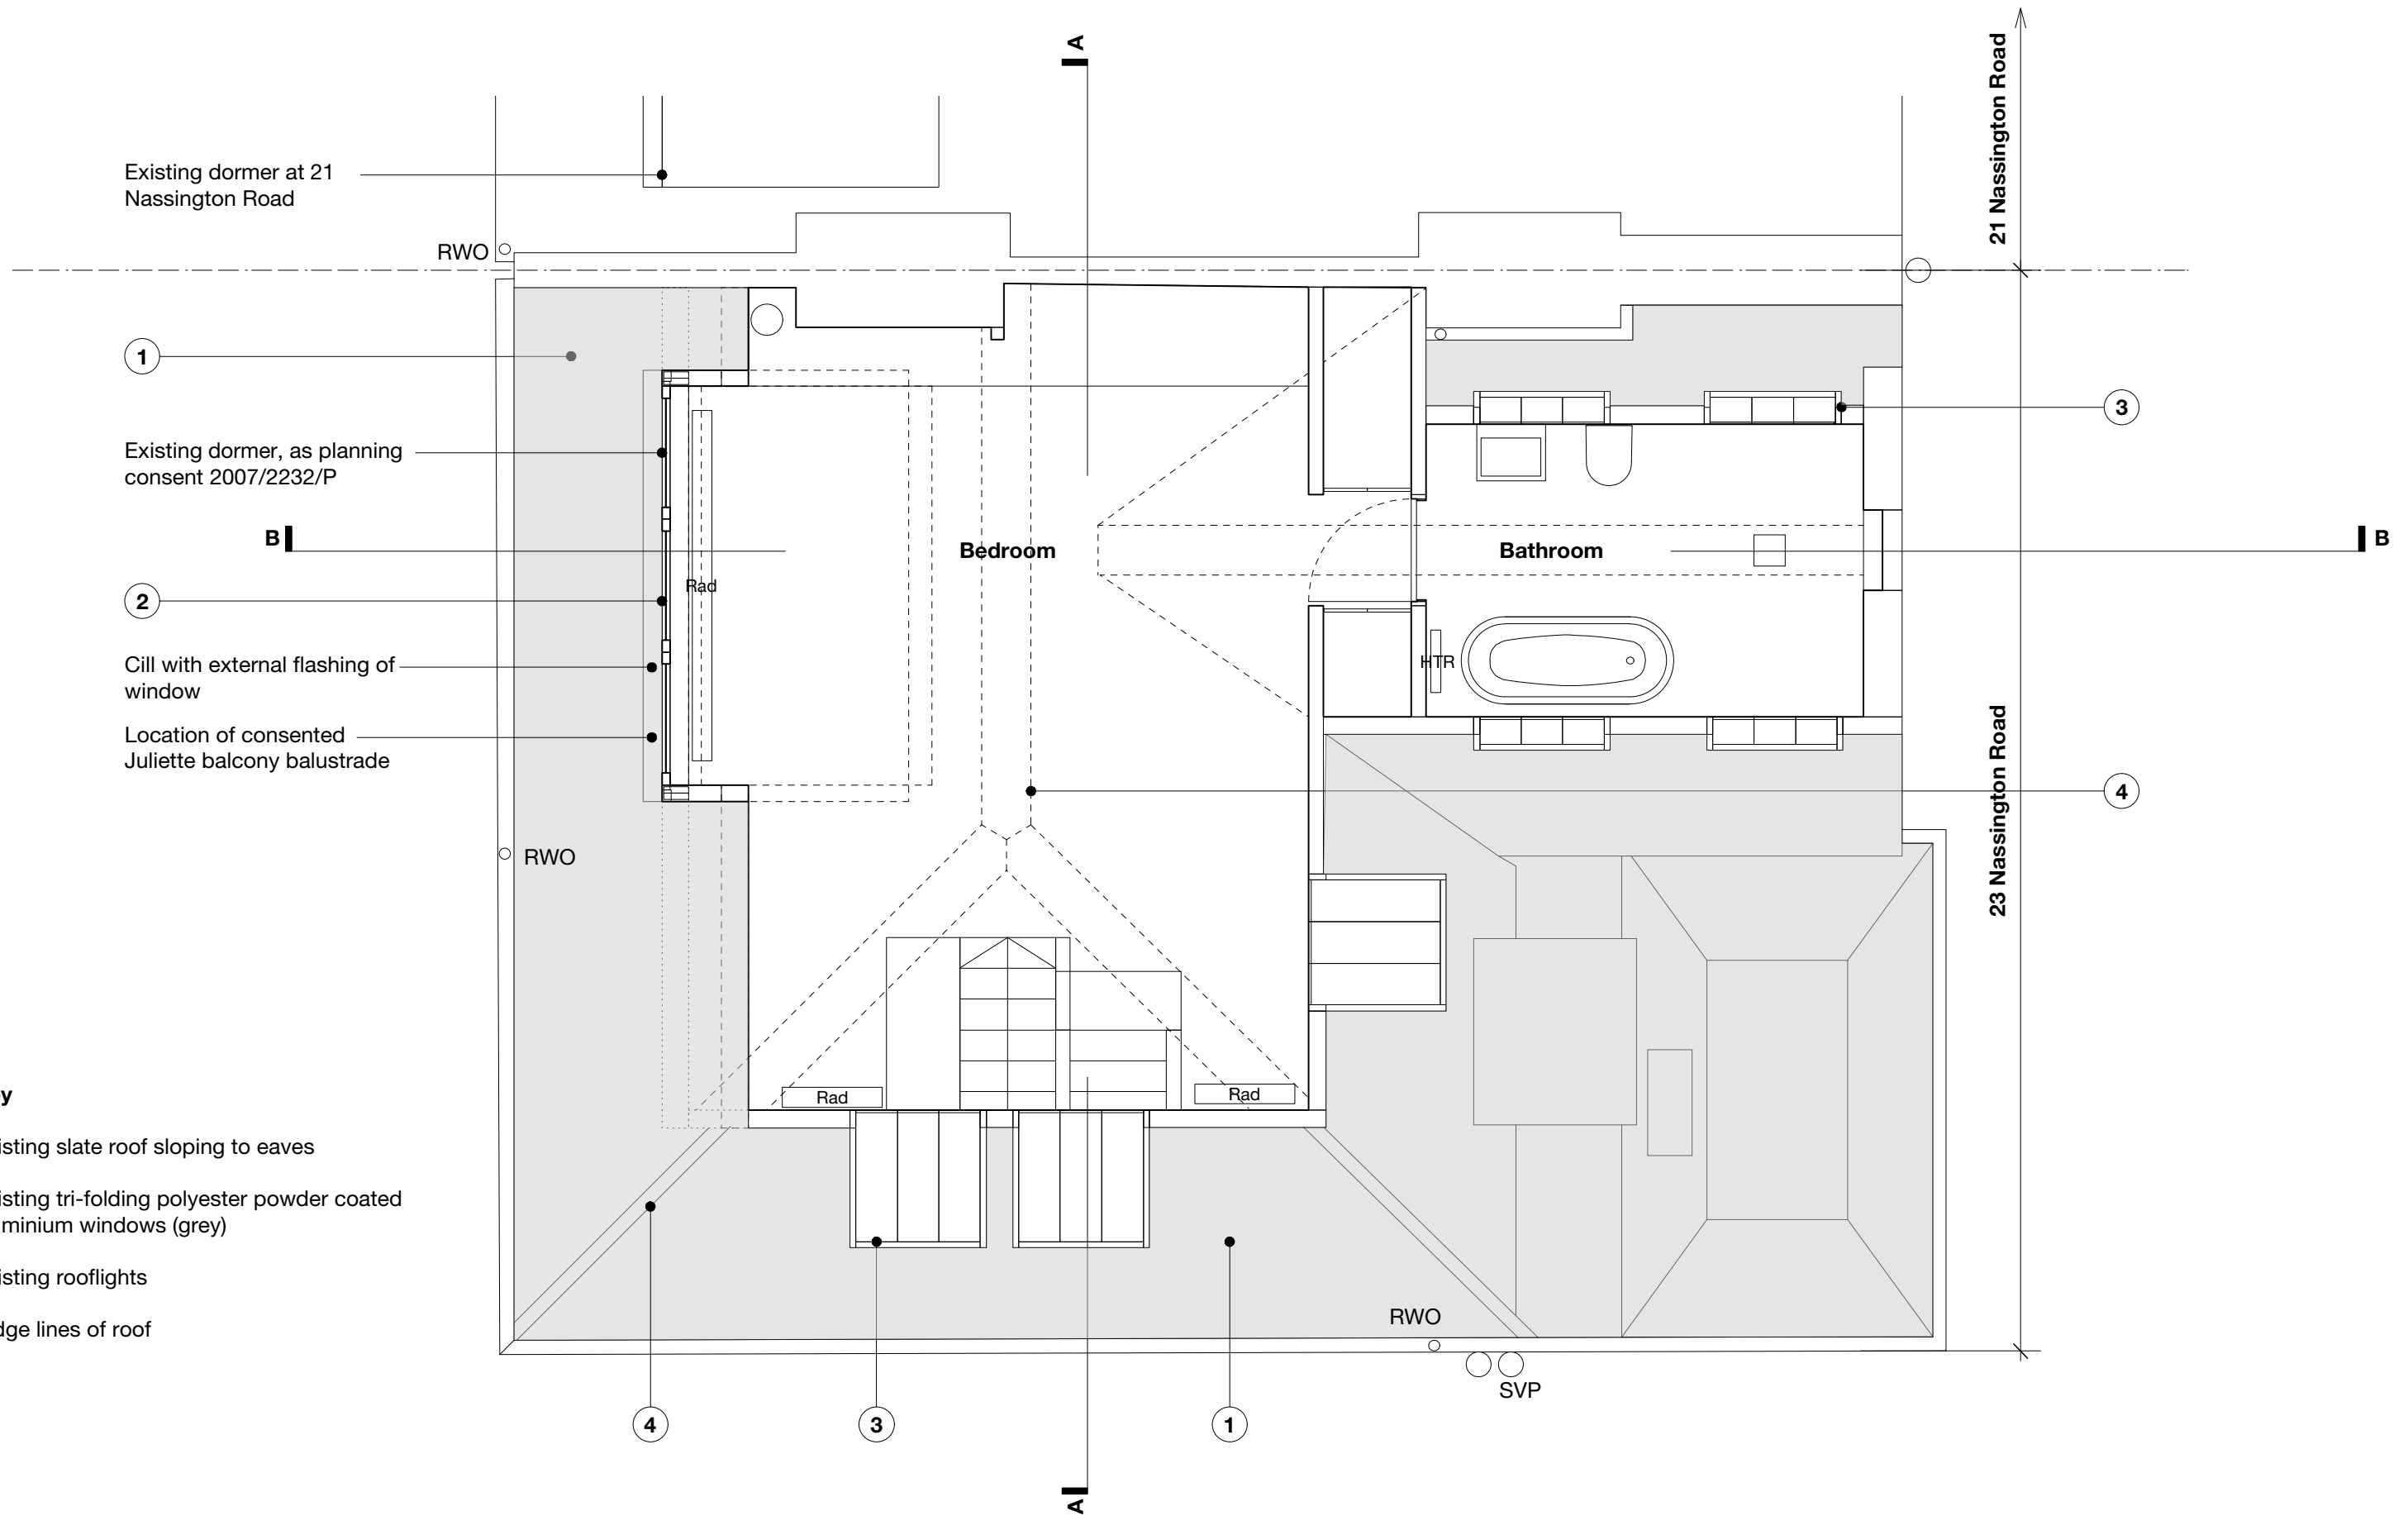 A
21 Nassington Road
Existing dormer at 21
Nassington Road
RWO
1
3
Existing dormer, as planning
consent 2007/2232/P
B
Bedroom
Bathroom
B
Rad
2
Cill with external flashing of
window
HTR
Location of consented
Juliette balcony balustrade
23 Nassington Road
4
RWO
Rad
Rad
y
isting slate roof sloping to eaves
isting tri-folding polyester powder coated
minium windows (grey)
isting rooflights
dge lines of roof
RWO
SVP
4
3
1
A